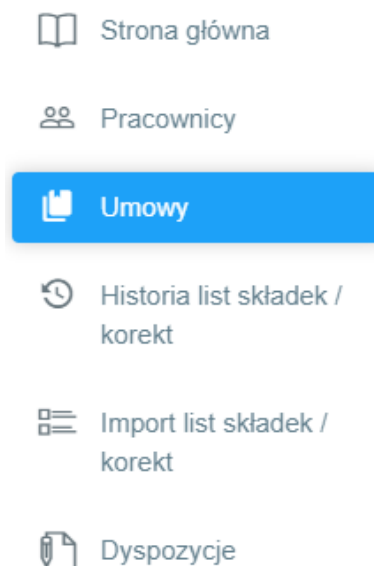 Strona główna
Pracownicy
Umowy
Historia list składek /
korekt
Import list składek /
korekt
Dyspozycje